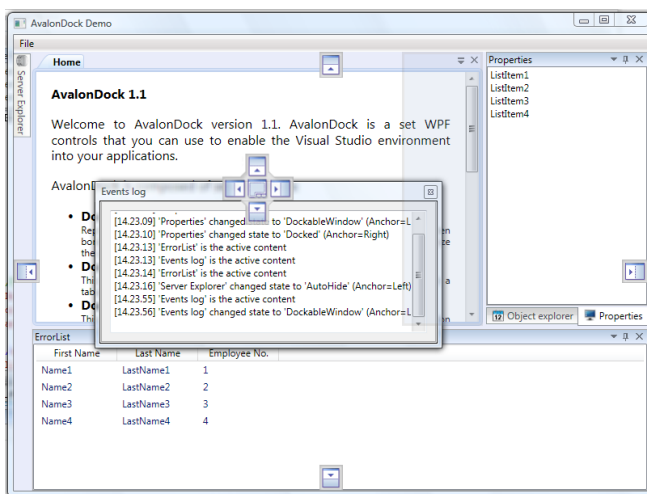 AvalonDock Demo
File
Server Explorer
Home
AvalonDock 1.1
Welcome to AvalonDock version 1.1. AvalonDock is a set WPF
controls that you can use to enable the Visual Studio environment
into your applications.
Events log
[14.23.09] 'Properties' changed state to 'DockableWindow' (Anchor=L
[14.23.10] 'Properties' changed state to 'Docked' (Anchor=Right)
[14.23.13] 'ErrorList' is the active content
[14.23.13] 'Events log' is the active content
[14.23.14] 'ErrorList' is the active content
[14.23.16] 'Server Explorer' changed state to 'AutoHide' (Anchor=Left)
[14.23.55] 'Events log' is the active content
[14.23.56] 'Events log' changed state to 'DockableWindow' (Anchor=L
Properties
ListItem1
ListItem2
ListItem3
ListItem4
Object explorer Properties
ErrorList
First Name Last Name Employee No.
Name1 LastName1 1
Name2 LastName2 2
Name3 LastName3 3
Name4 LastName4 4